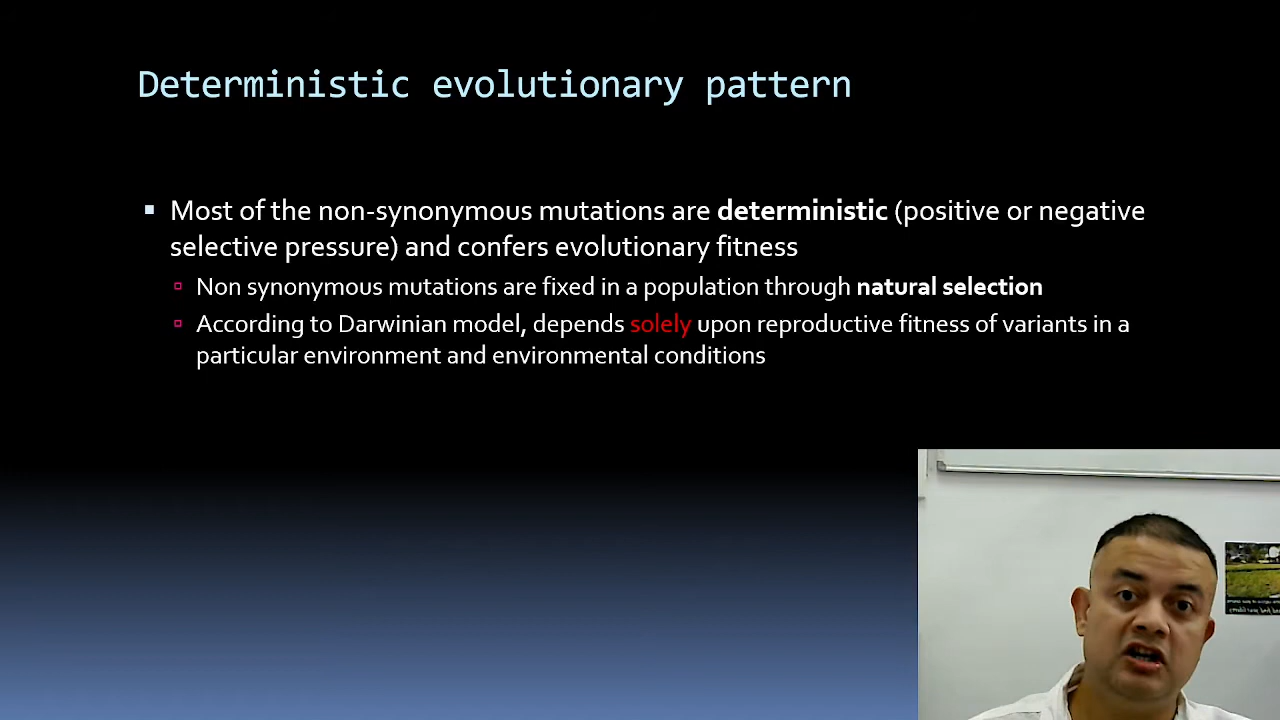 Deterministic evolutionary pattern
Most of the non-synonymous mutations are deterministic (positive or negative
selective pressure) and confers evolutionary fitness
Non synonymous mutations are fixed in a population through natural selection
According to Darwinian model, depends solely upon reproductive fitness of variants in a
particular environment and environmental conditions